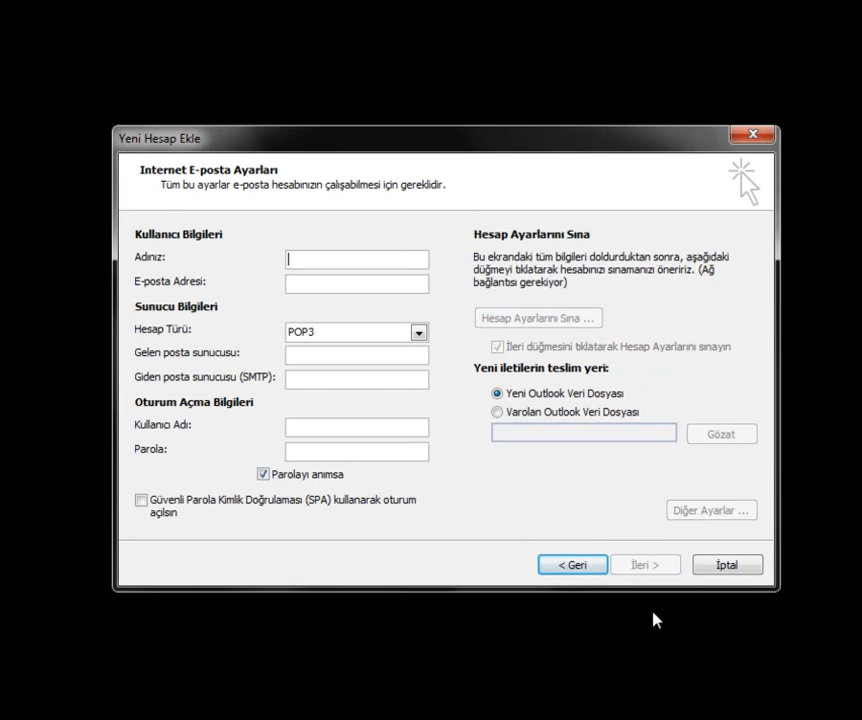 Yeni Hesap Ekle
Internet E-posta Ayarları
Tüm bu ayarlar e-posta hesabınızın çalışabilmesi için gereklidir.
Kullanıcı Bilgileri
Adınız:
E-posta Adresi:
Sunucu Bilgileri
Hesap Türü:
POP3
Gelen posta sunucusu:
Giden posta sunucusu (SMTP):
Oturum Açma Bilgileri
Kullanıcı Adı:
Parola:
Parolayı anımsa
Güvenli Parola Kimlik Doğrulaması (SPA) kullanarak oturum
açılsın
Hesap Ayarlarını Sına
Bu ekrandaki tüm bilgileri doldurduktan sonra, aşağıdaki
düğmeyi tıklatarak hesabınızı sınamanızı öneririz. (Ağ
bağlantısı gerekiyor)
Hesap Ayarlarını Sına ...
İleri düğmesini tıklatarak Hesap Ayarlarını sınayın
Yeni iletilerin teslim yeri:
Yeni Outlook Veri Dosyası
Varolan Outlook Veri Dosyası
Gözat
Diğer Ayarlar ...
< Geri
İleri >
İptal